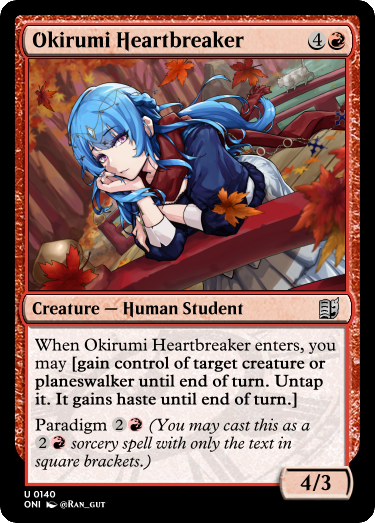 Okirumi Heartbreaker 4
Creature — Human Student
When Okirumi Heartbreaker enters, you
may [gain control of target creature or
planeswalker until end of turn. Untap
it. It gains haste until end of turn.]
Paradigm 2 (You may cast this as a
2 sorcery spell with only the text in
square brackets.)
4/3
U 0140
ONI @RAN_GUT